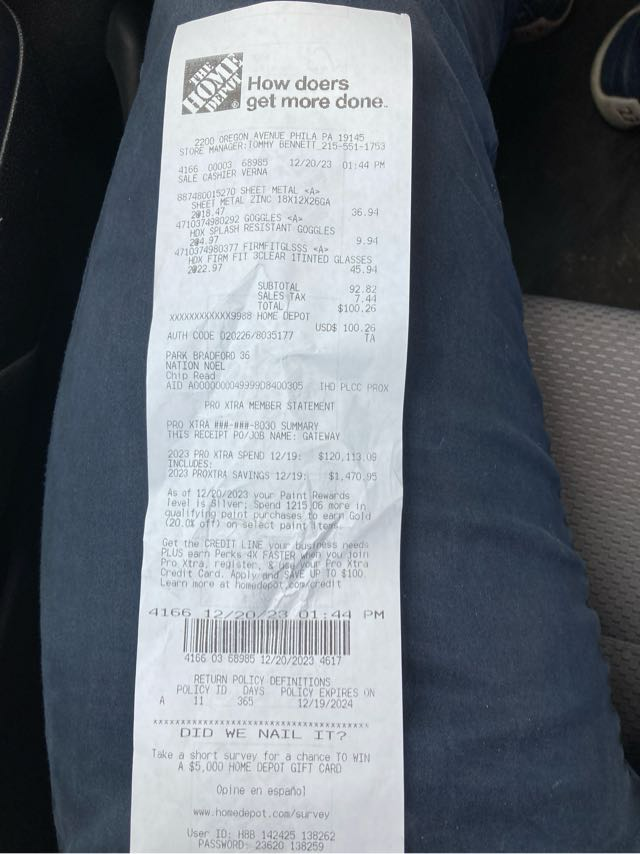 THE
HOME
DEPOT
How doers
get more done..
2200 OREGON AVENUE PHILA PA 19145
STORE MANAGER:TOMMY BENNETT 215-551-1753
4166 00003 68985 12/20/23 01:44 PM
SALE CASHIER VERNA
887480015270 SHEET METAL <A>
SHEET METAL ZINC 18X12X26GA
2@18.47 36.94
4710374980292 GOGGLES <A>
HDX SPLASH RESISTANT GOGGLES
2@4.97 9.94
4710374980377 FIRMFITGLSSS <A>
HDX FIRM FIT 3CLEAR 1TINTED GLASSES
2@22.97 45.94
SUBTOTAL 92.82
SALES TAX 7.44
TOTAL $100.26
XXXXXXXXXXXX9988 HOME DEPOT
USD$ 100.26
AUTH CODE 020226/8035177 TA
PARK BRADFORD 36
NATION NOEL
Chip Read
AID A0000000049999D8400305 THD PLCC PROX
PRO XTRA MEMBER STATEMENT
PRO XTRA ###-###-8030 SUMMARY
THIS RECEIPT PO/JOB NAME: GATEWAY
2023 PRO XTRA SPEND 12/19: $120,113.09
INCLUDES:
2023 PROXTRA SAVINGS 12/19: $1,470.95
As of 12/20/2023 your Paint Rewards
level is Silver; Spend 1215.06 more in
qualifying paint purchases to earn Gold
(20.0% off) on select paint items.
Get the CREDIT LINE your business needs
PLUS earn Perks 4X FASTER when you join
Pro Xtra, register, & use your Pro Xtra
Credit Card. Apply and SAVE UP TO $100.
Learn more at homedepot.com/credit
4166 12/20/23 01:44 PM
4166 03 68985 12/20/2023 4617
RETURN POLICY DEFINITIONS
POLICY ID DAYS POLICY EXPIRES ON
A 11 365 12/19/2024
DID WE NAIL IT?
Take a short survey for a chance TO WIN
A $5,000 HOME DEPOT GIFT CARD
Opine en español
www.homedepot.com/survey
User ID: H8B 142425 138262
PASSWORD: 23620 138259